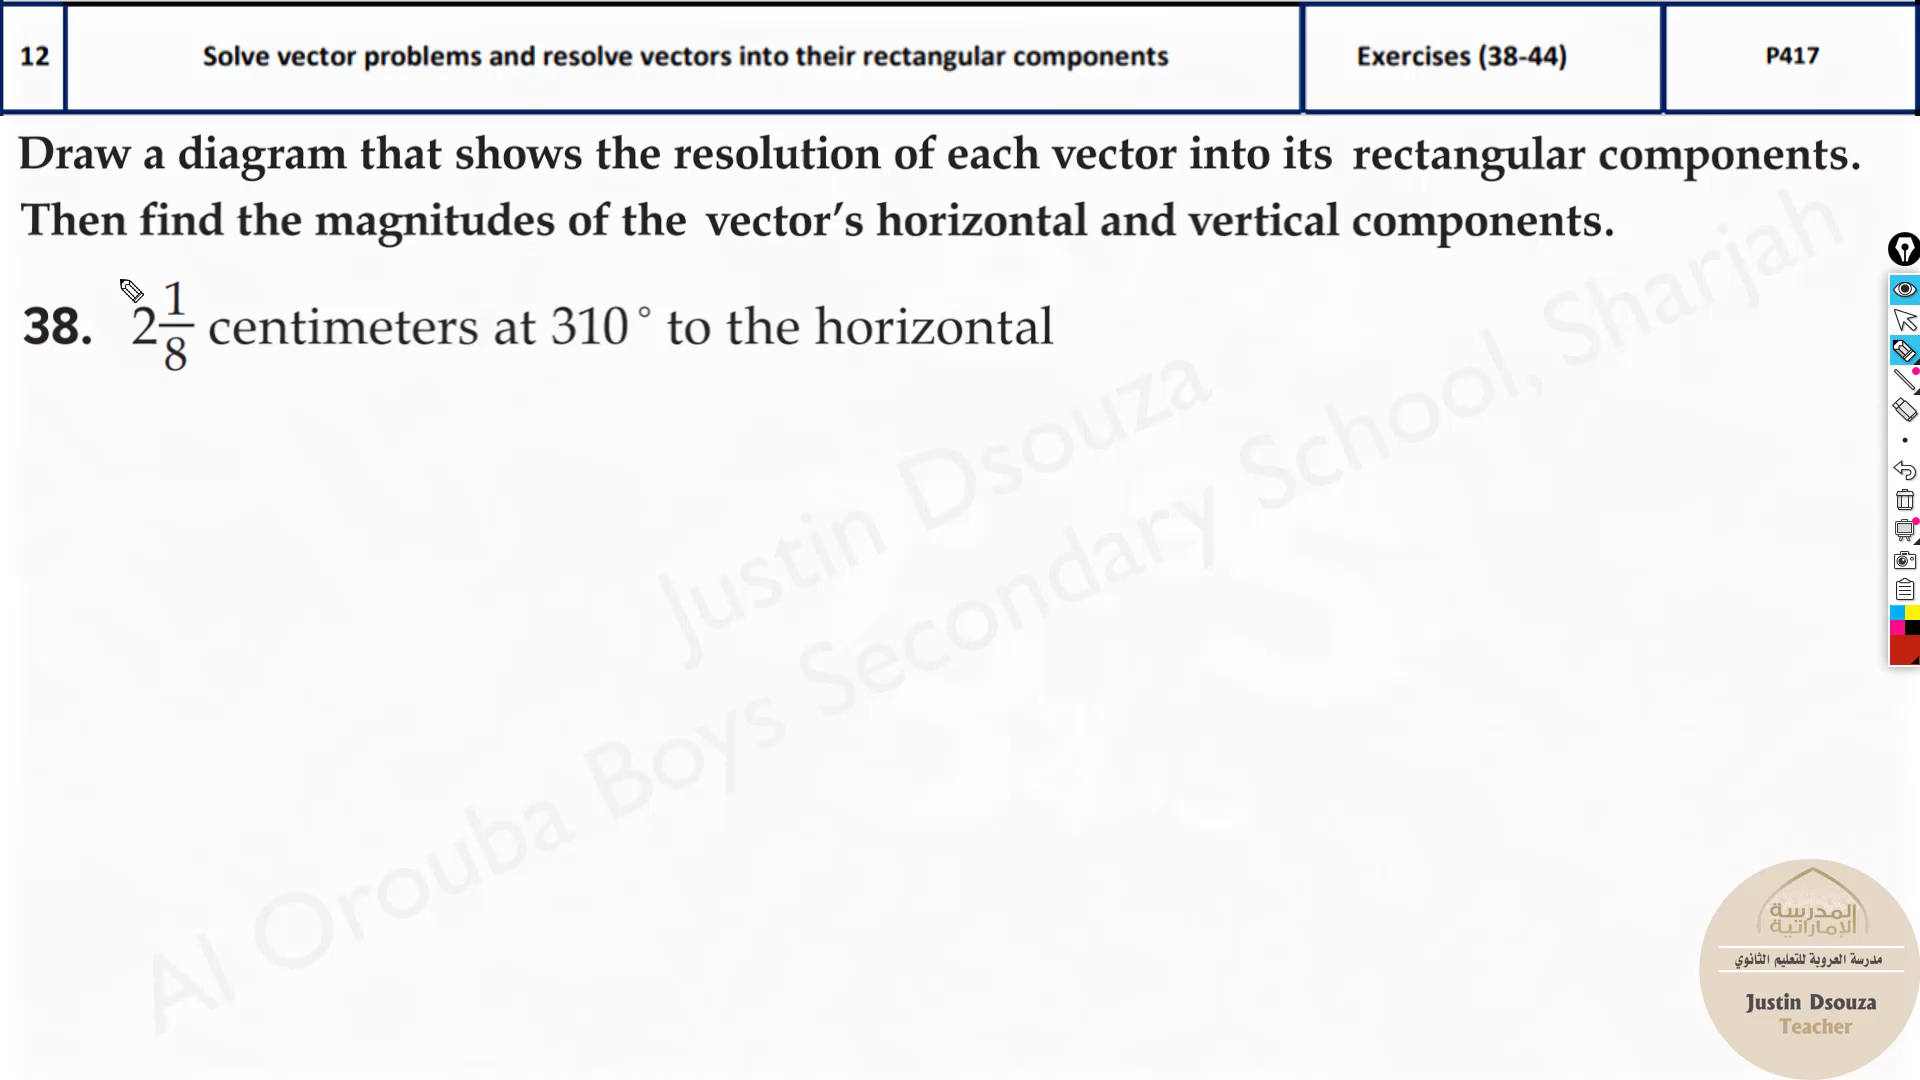 12 Solve vector problems and resolve vectors into their rectangular components Exercises (38-44) P417
Draw a diagram that shows the resolution of each vector into its rectangular components.
Then find the magnitudes of the vector's horizontal and vertical components.
38. 2 1/8 centimeters at 310° to the horizontal
Justin Dsouza
Al Orouba Boys Secondary School, Sharjah
المدرسة
الإماراتية
مدرسة العروبة للتعليم الثانوي
Justin Dsouza
Teacher